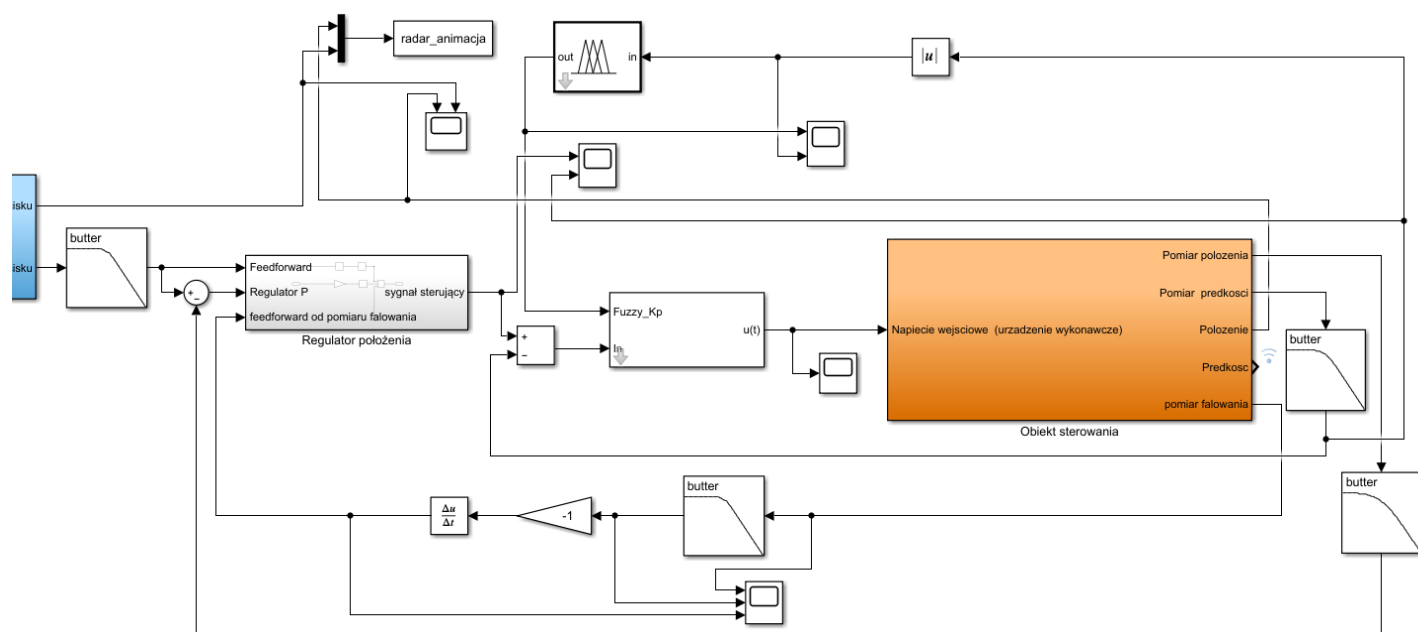 radar_animacja
out
in
|u|
isku
butter
isku
Feedforward
Regulator P
sygnał sterujący
feedforward od pomiaru falowania
Regulator położenia
+
−
+
−
Fuzzy_Kp
In
u(t)
Napiecie wejsciowe (urzadzenie wykonawcze)
Pomiar polozenia
Pomiar predkosci
Polozenie
Predkosc
pomiar falowania
Obiekt sterowania
butter
butter
butter
-1
Δu
Δt